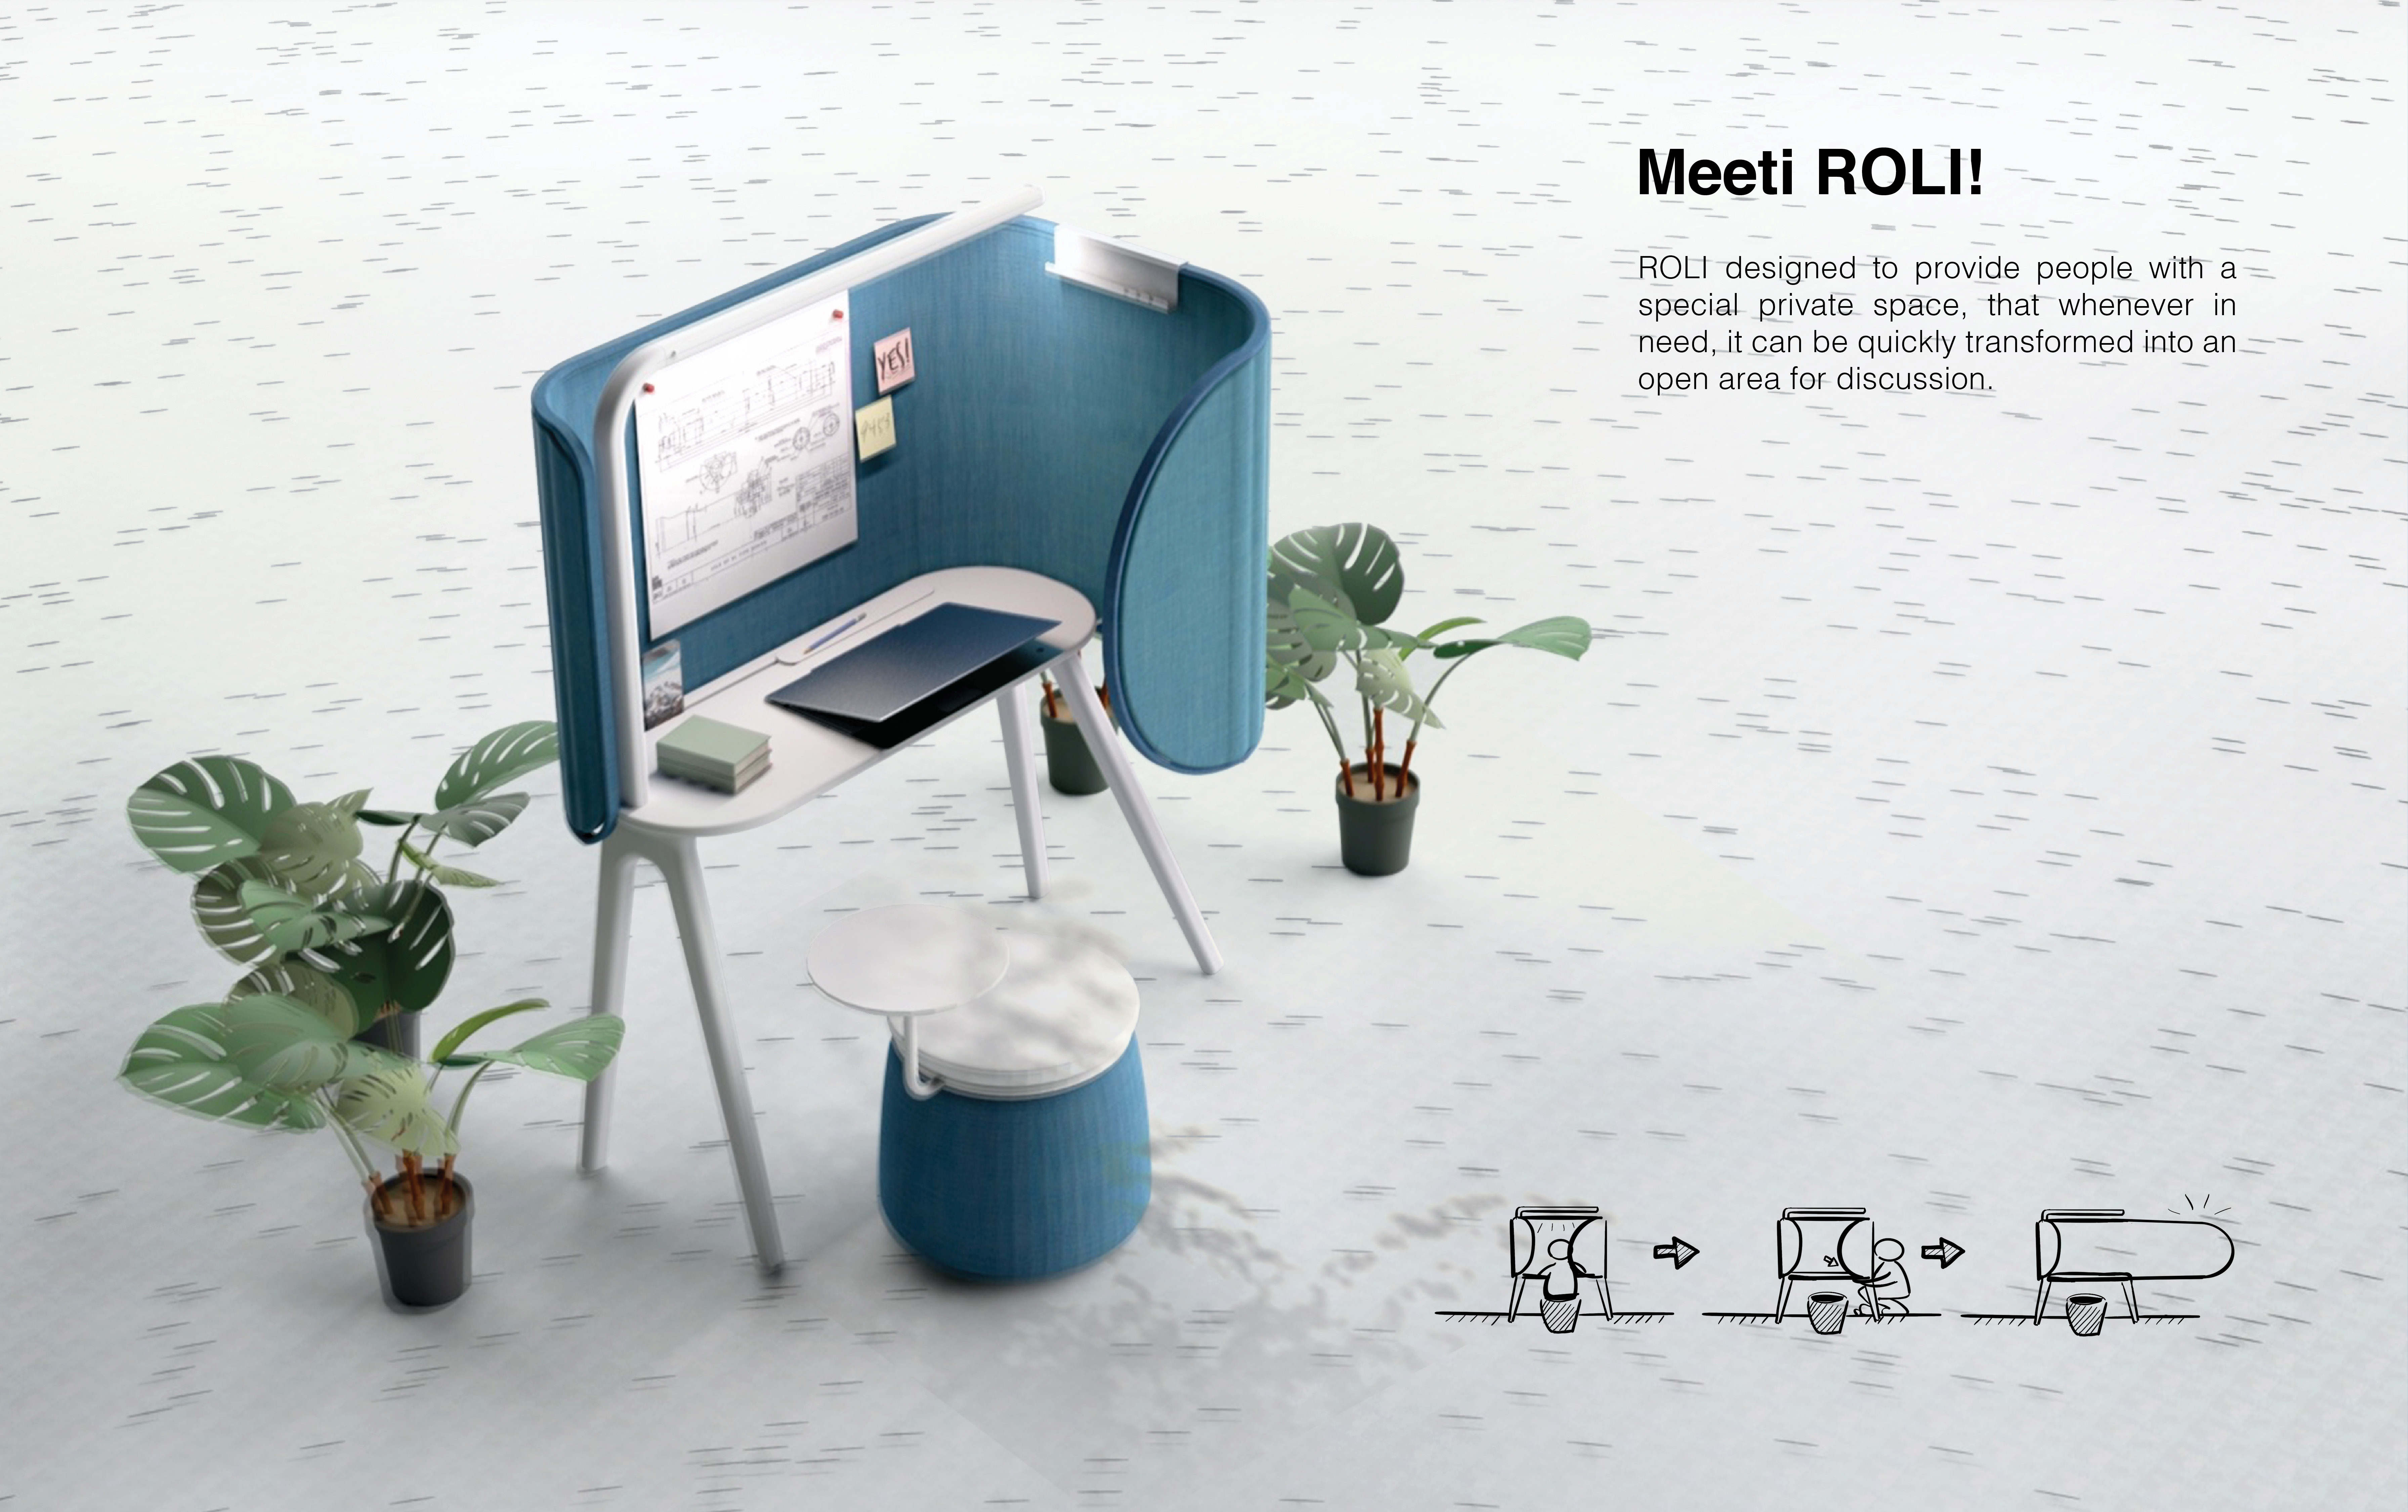 Meeti ROLI!
ROLI designed to provide people with a
special private space, that whenever in
need, it can be quickly transformed into an
open area for discussion.
YES!